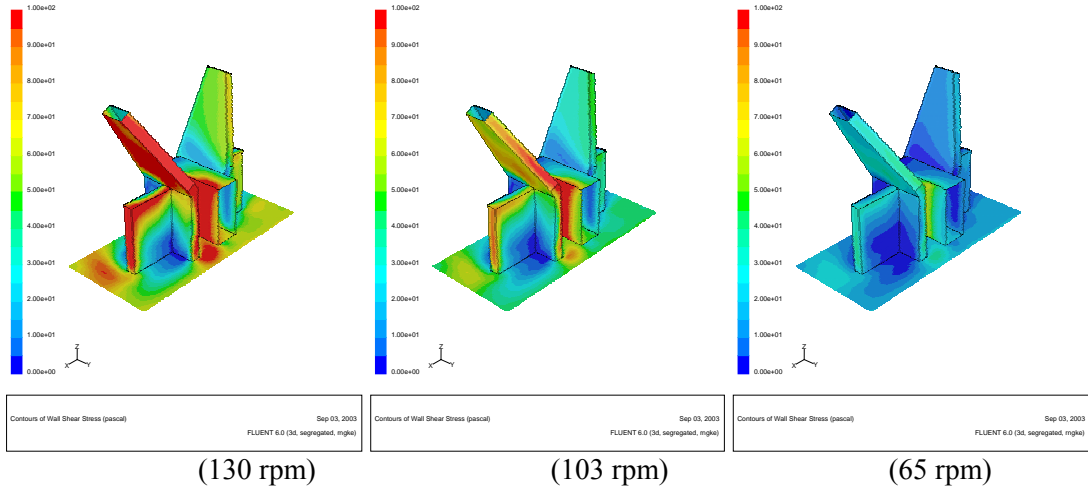 1.00e+02
9.00e+01
8.00e+01
7.00e+01
6.00e+01
5.00e+01
4.00e+01
3.00e+01
2.00e+01
1.00e+01
0.00e+00
Z
X Y
Contours of Wall Shear Stress (pascal) Sep 03, 2003
FLUENT 6.0 (3d, segregated, rngke)
(130 rpm)
1.00e+02
9.00e+01
8.00e+01
7.00e+01
6.00e+01
5.00e+01
4.00e+01
3.00e+01
2.00e+01
1.00e+01
0.00e+00
Z
X Y
Contours of Wall Shear Stress (pascal) Sep 03, 2003
FLUENT 6.0 (3d, segregated, rngke)
(103 rpm)
1.00e+02
9.00e+01
8.00e+01
7.00e+01
6.00e+01
5.00e+01
4.00e+01
3.00e+01
2.00e+01
1.00e+01
0.00e+00
Z
X Y
Contours of Wall Shear Stress (pascal) Sep 03, 2003
FLUENT 6.0 (3d, segregated, rngke)
(65 rpm)